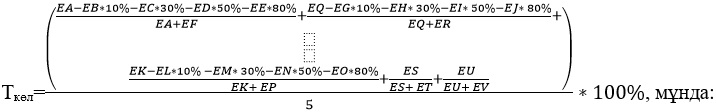 EA−EB*10%−EC*30%−ED*50%−EE*80% / EA+EF + EQ−EG*10%−EH*30%−EI*50%−EJ*80% / EQ+ER +
EK−EL*10%−EM*30%−EN*50%−EO*80% / EK+EP + ES / ES+ET + EU / EU+EV
Ткөл= ( ) / 5 * 100%, мұнда: